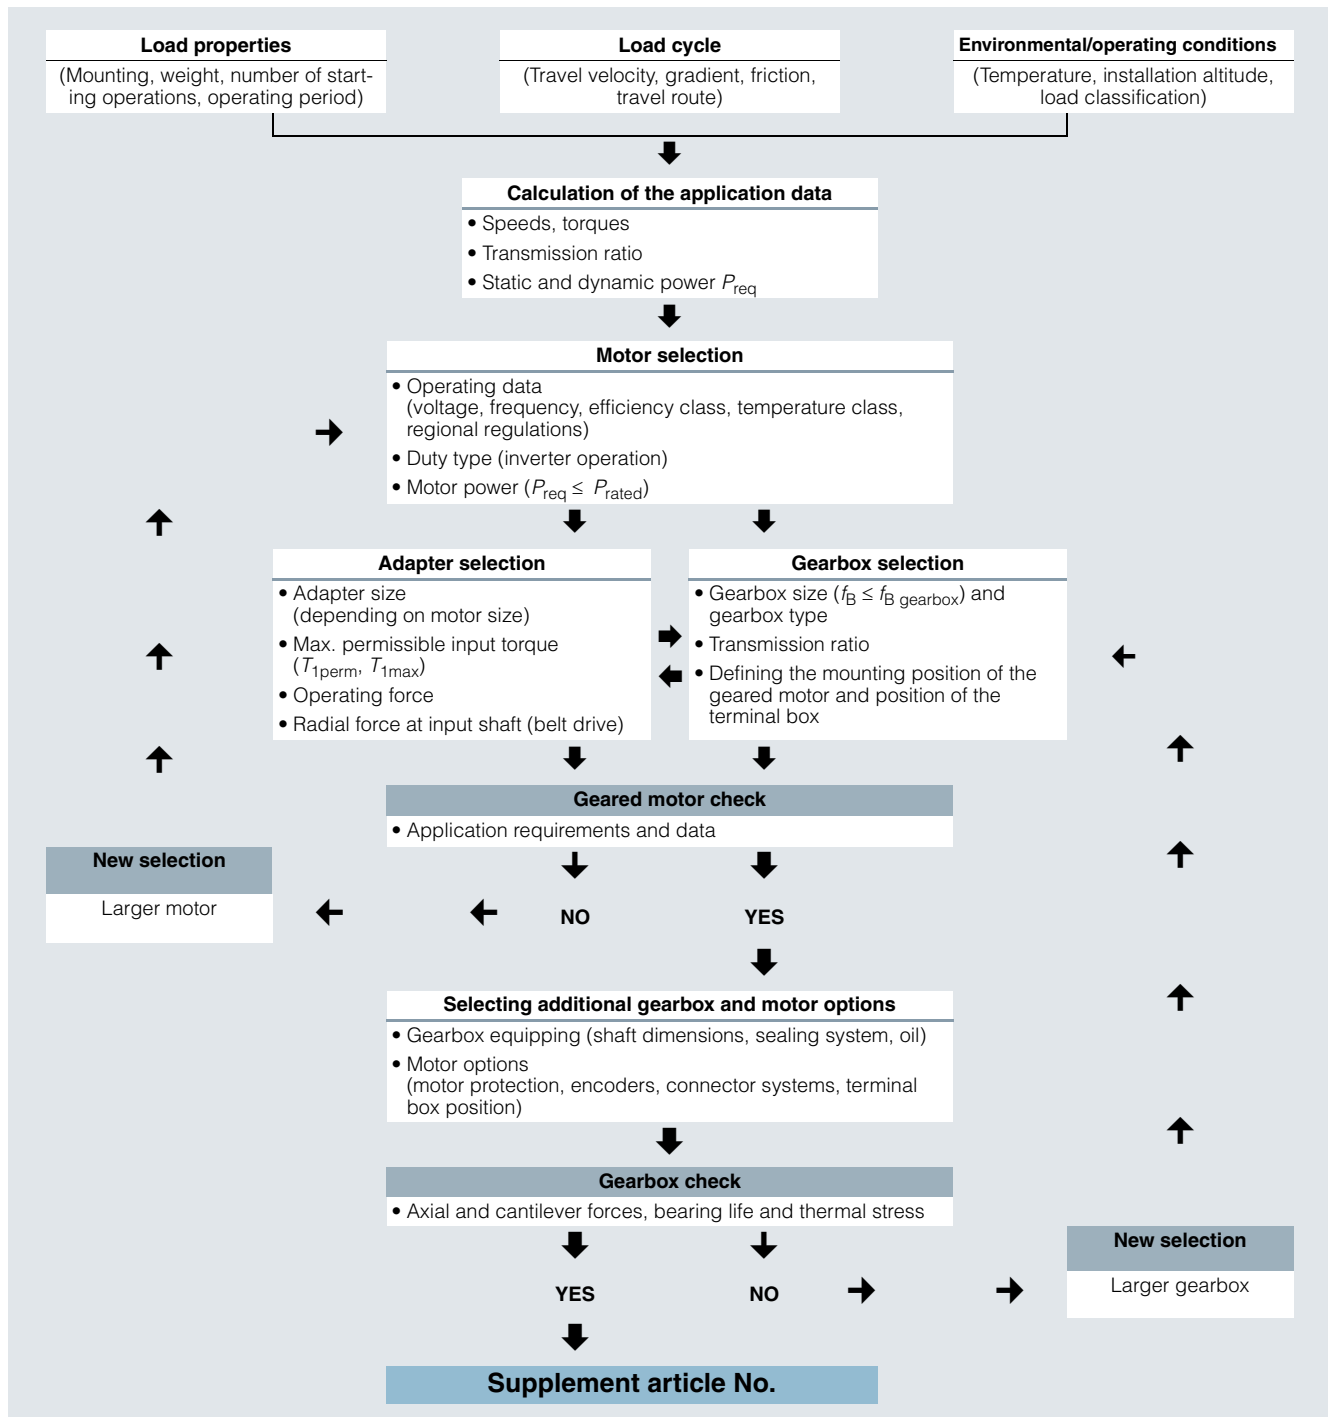 Load properties
(Mounting, weight, number of start-
ing operations, operating period)
Load cycle
(Travel velocity, gradient, friction,
travel route)
Environmental/operating conditions
(Temperature, installation altitude,
load classification)
Calculation of the application data
• Speeds, torques
• Transmission ratio
• Static and dynamic power Preq
Motor selection
• Operating data
(voltage, frequency, efficiency class, temperature class,
regional regulations)
• Duty type (inverter operation)
• Motor power (Preq ≤ Prated)
Adapter selection
• Adapter size
(depending on motor size)
• Max. permissible input torque
(T1perm, T1max)
• Operating force
• Radial force at input shaft (belt drive)
Gearbox selection
• Gearbox size (fB ≤ fB gearbox) and
gearbox type
• Transmission ratio
• Defining the mounting position of the
geared motor and position of the
terminal box
Geared motor check
• Application requirements and data
New selection
Larger motor
NO
YES
Selecting additional gearbox and motor options
• Gearbox equipping (shaft dimensions, sealing system, oil)
• Motor options
(motor protection, encoders, connector systems, terminal
box position)
Gearbox check
• Axial and cantilever forces, bearing life and thermal stress
YES
NO
New selection
Larger gearbox
Supplement article No.